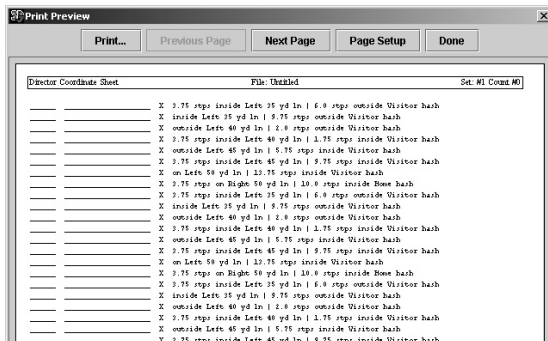 Print Preview
Print... Previous Page Next Page Page Setup Done
Director Coordinate Sheet File: Untitled Set: #1 Count #0
X 3.75 stps inside Left 35 yd ln | 6.0 stps outside Visitor hash
X inside Left 35 yd ln | 9.75 stps outside Visitor hash
X outside Left 40 yd ln | 2.0 stps outside Visitor hash
X 3.75 stps inside Left 40 yd ln | 1.75 stps inside Visitor hash
X outside Left 45 yd ln | 5.75 stps inside Visitor hash
X 3.75 stps inside Left 45 yd ln | 9.75 stps inside Visitor hash
X on Left 50 yd ln | 13.75 stps inside Visitor hash
X 3.75 stps on Right 50 yd ln | 10.0 stps inside Home hash
X 3.75 stps inside Left 35 yd ln | 6.0 stps outside Visitor hash
X inside Left 35 yd ln | 9.75 stps outside Visitor hash
X outside Left 40 yd ln | 2.0 stps outside Visitor hash
X 3.75 stps inside Left 40 yd ln | 1.75 stps inside Visitor hash
X outside Left 45 yd ln | 5.75 stps inside Visitor hash
X 3.75 stps inside Left 45 yd ln | 9.75 stps inside Visitor hash
X on Left 50 yd ln | 13.75 stps inside Visitor hash
X 3.75 stps on Right 50 yd ln | 10.0 stps inside Home hash
X 3.75 stps inside Left 35 yd ln | 6.0 stps outside Visitor hash
X inside Left 35 yd ln | 9.75 stps outside Visitor hash
X outside Left 40 yd ln | 2.0 stps outside Visitor hash
X 3.75 stps inside Left 40 yd ln | 1.75 stps inside Visitor hash
X outside Left 45 yd ln | 5.75 stps inside Visitor hash
X 3.75 stps inside Left 45 yd ln | 9.75 stps inside Visitor hash